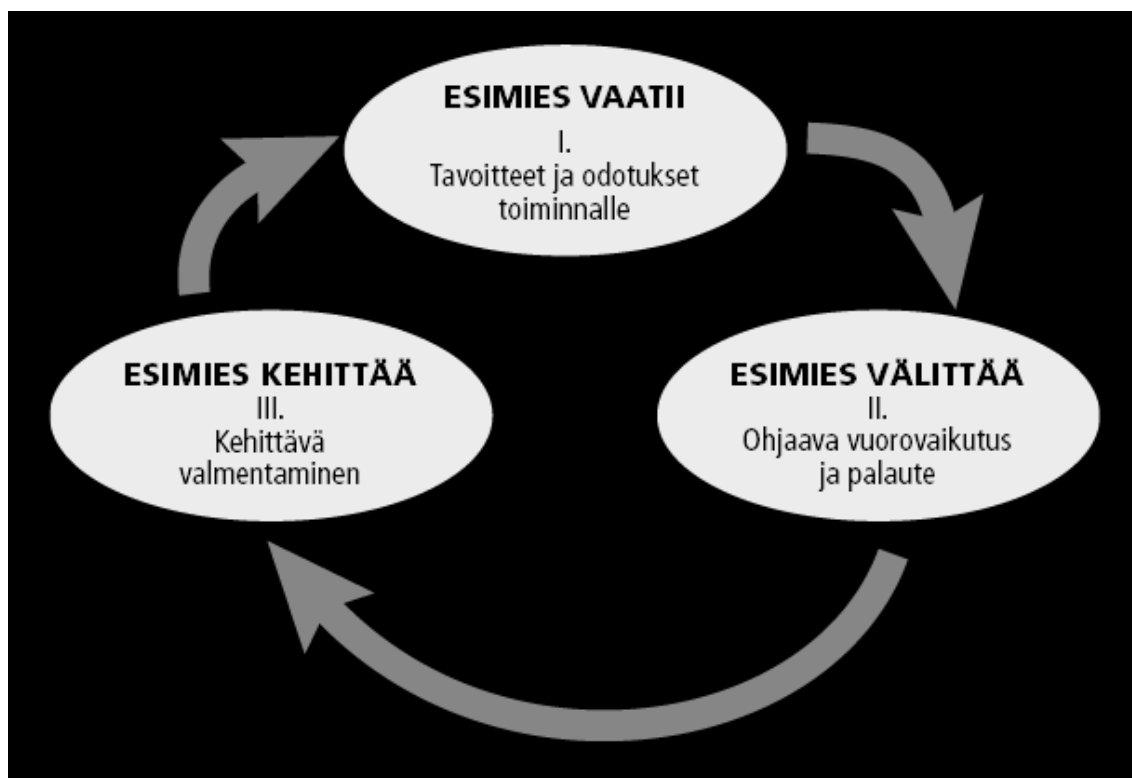 ESIMIES VAATII
I.
Tavoitteet ja odotukset
toiminnalle
ESIMIES VÄLITTÄÄ
II.
Ohjaava vuorovaikutus
ja palaute
ESIMIES KEHITTÄÄ
III.
Kehittävä
valmentaminen